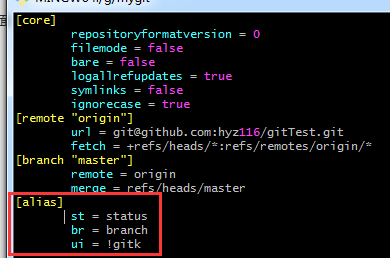 [core]
repositoryformatversion = 0
filemode = false
bare = false
logallrefupdates = true
symlinks = false
ignorecase = true
[remote "origin"]
url = git@github.com:hyz116/gitTest.git
fetch = +refs/heads/*:refs/remotes/origin/*
[branch "master"]
remote = origin
merge = refs/heads/master
[alias]
st = status
br = branch
ui = !gitk